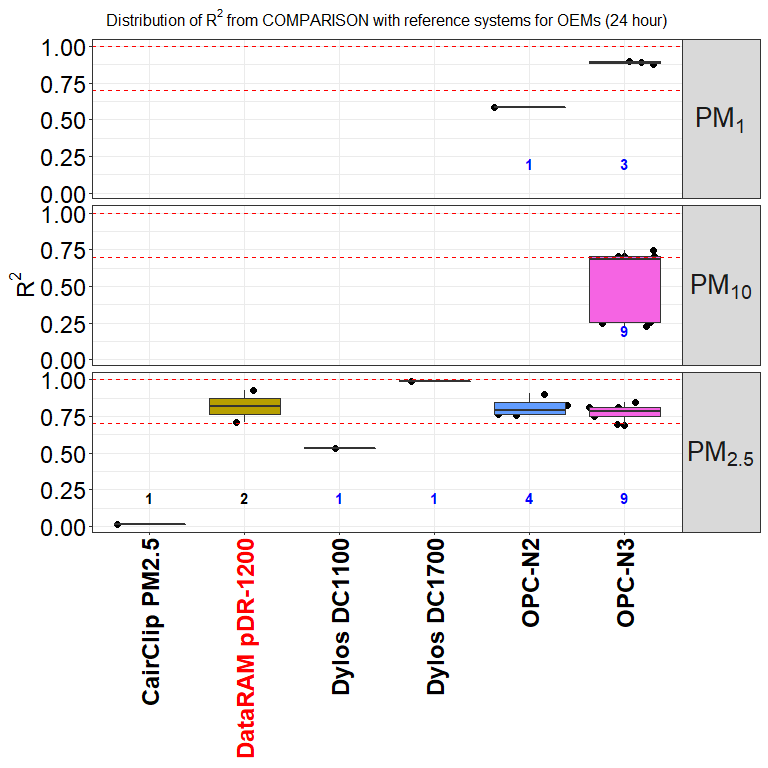 Distribution of R² from COMPARISON with reference systems for OEMs (24 hour)
R²
1.00
0.75
0.50
0.25
0.00
1
3
PM₁
1.00
0.75
0.50
0.25
0.00
9
PM₁₀
1.00
0.75
0.50
0.25
0.00
1
2
1
1
4
9
PM₂.₅
CairClip PM2.5
DataRAM pDR-1200
Dylos DC1100
Dylos DC1700
OPC-N2
OPC-N3